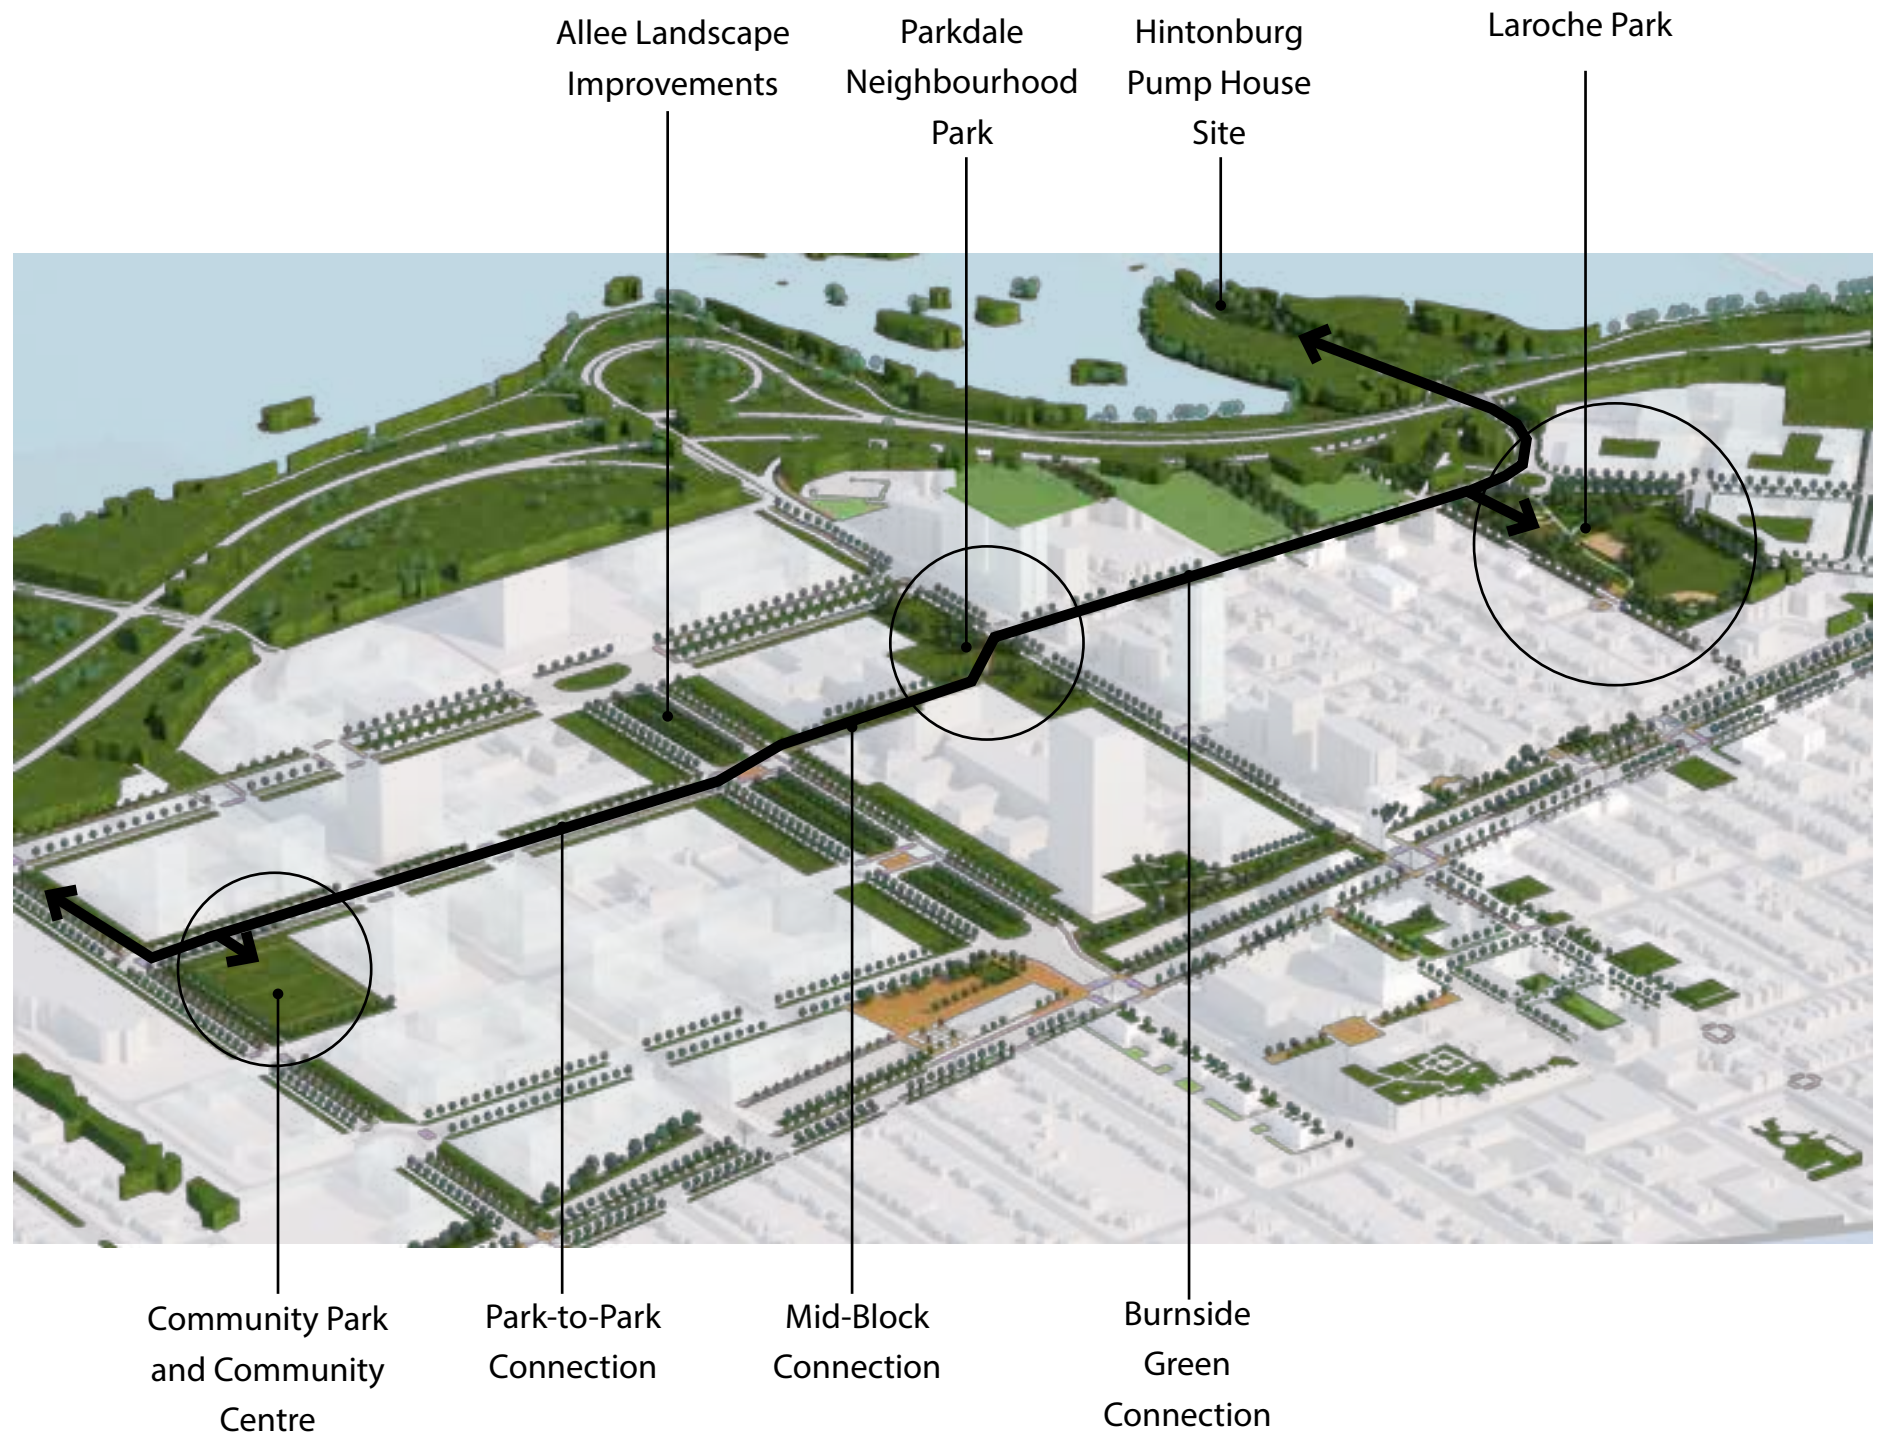 Allee Landscape
Improvements
Parkdale
Neighbourhood
Park
Hintonburg
Pump House
Site
Laroche Park
Community Park
and Community
Centre
Park-to-Park
Connection
Mid-Block
Connection
Burnside
Green
Connection